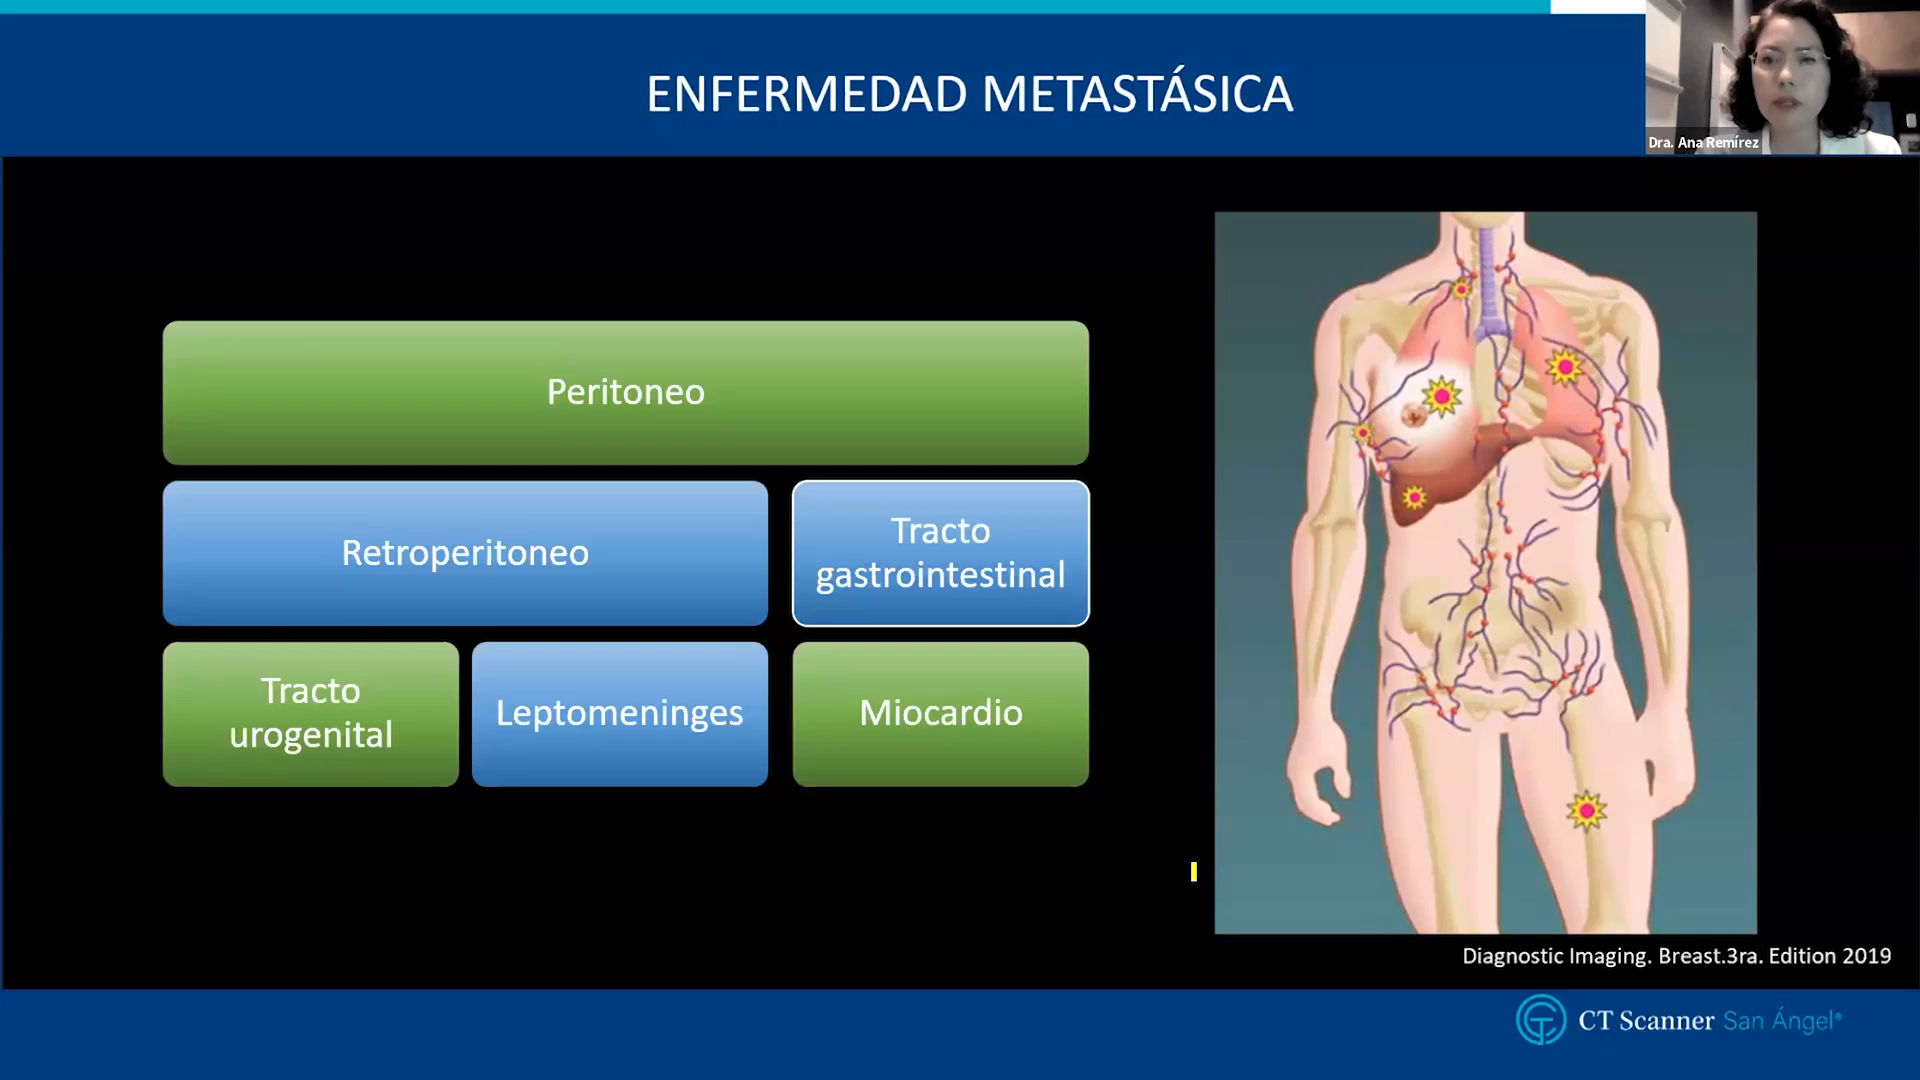 ENFERMEDAD METASTÁSICA
Dra. Ana Remírez
Peritoneo
Retroperitoneo
Tracto
gastrointestinal
Tracto
urogenital
Leptomeninges
Miocardio
Diagnostic Imaging. Breast.3ra. Edition 2019
CT Scanner San Ángel®